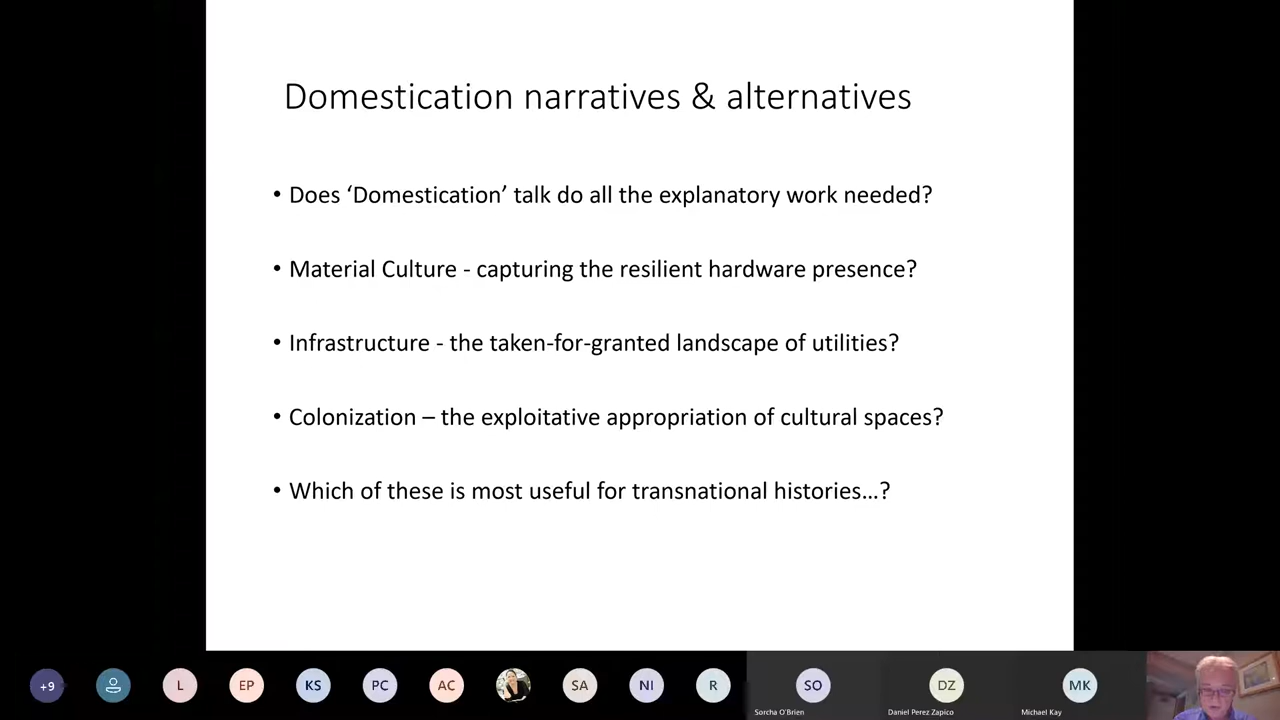 Domestication narratives & alternatives
• Does ‘Domestication’ talk do all the explanatory work needed?
• Material Culture - capturing the resilient hardware presence?
• Infrastructure - the taken-for-granted landscape of utilities?
• Colonization – the exploitative appropriation of cultural spaces?
• Which of these is most useful for transnational histories…?
+9 L EP KS PC AC SA NI R SO DZ MK
Sorcha O'Brien Daniel Perez Zapico Michael Kay